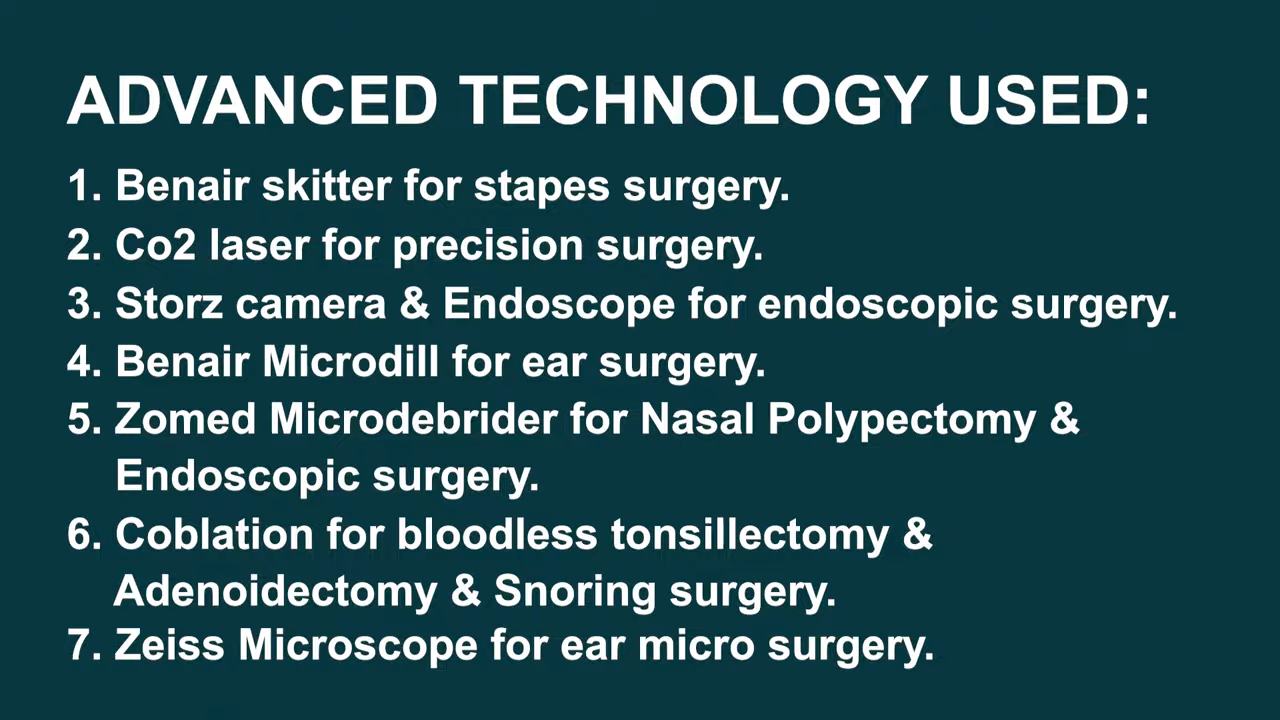 ADVANCED TECHNOLOGY USED:
1. Benair skitter for stapes surgery.
2. Co2 laser for precision surgery.
3. Storz camera & Endoscope for endoscopic surgery.
4. Benair Microdill for ear surgery.
5. Zomed Microdebrider for Nasal Polypectomy &
Endoscopic surgery.
6. Coblation for bloodless tonsillectomy &
Adenoidectomy & Snoring surgery.
7. Zeiss Microscope for ear micro surgery.